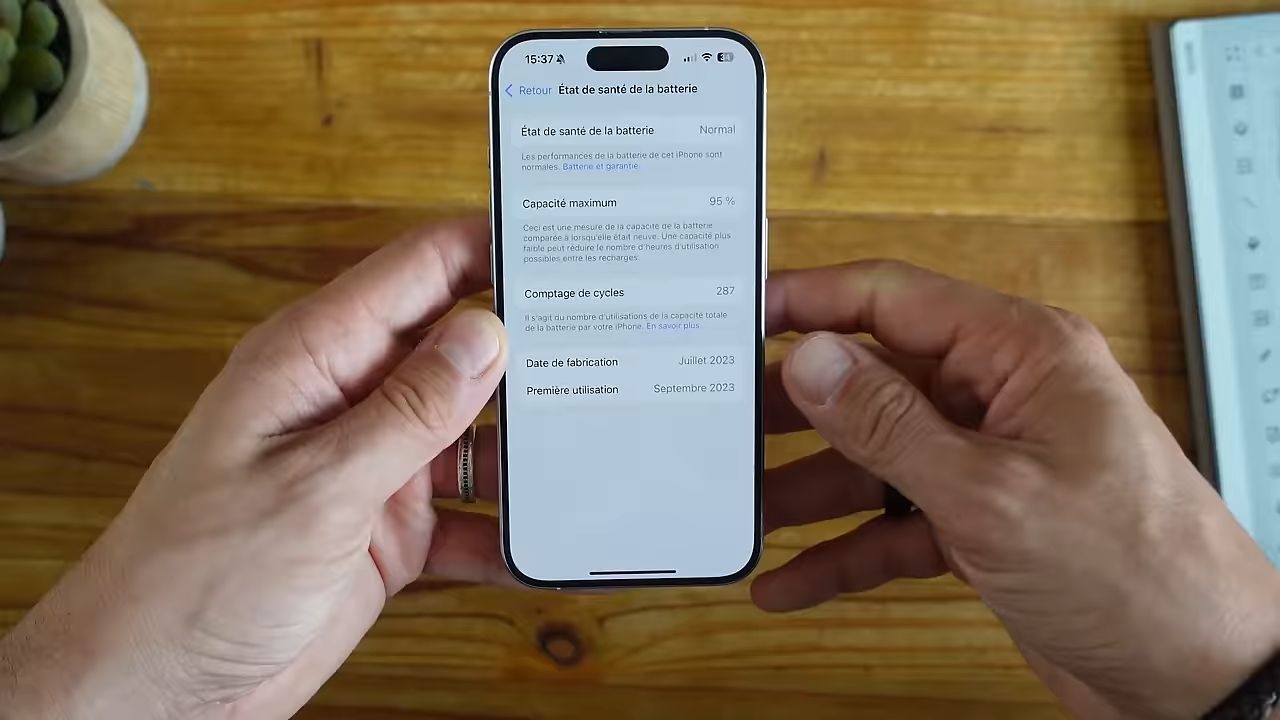 15:37
Retour État de santé de la batterie
État de santé de la batterie Normal
Les performances de la batterie de cet iPhone sont
normales. Batterie et garantie
Capacité maximum 95 %
Ceci est une mesure de la capacité de la batterie
comparée à lorsqu'elle était neuve. Une capacité plus
faible peut réduire le nombre d'heures d'utilisation
possibles entre les recharges.
Comptage de cycles 287
Il s'agit du nombre d'utilisations de la capacité totale
de la batterie par votre iPhone. En savoir plus...
Date de fabrication Juillet 2023
Première utilisation Septembre 2023